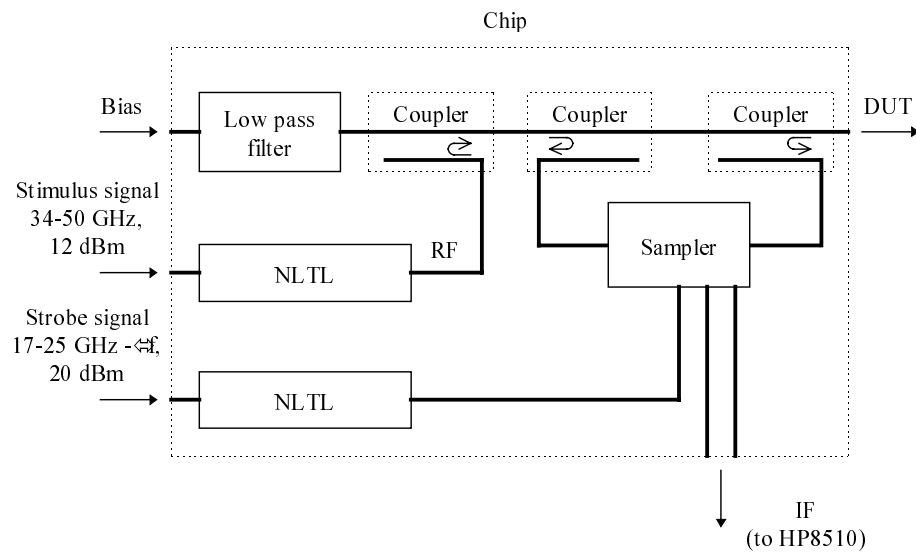 Chip
Bias
Low pass
filter
Coupler
Coupler
Coupler
DUT
Stimulus signal
34-50 GHz,
12 dBm
NLTL
RF
Sampler
Strobe signal
17-25 GHz -
20 dBm
NLTL
IF
(to HP8510)